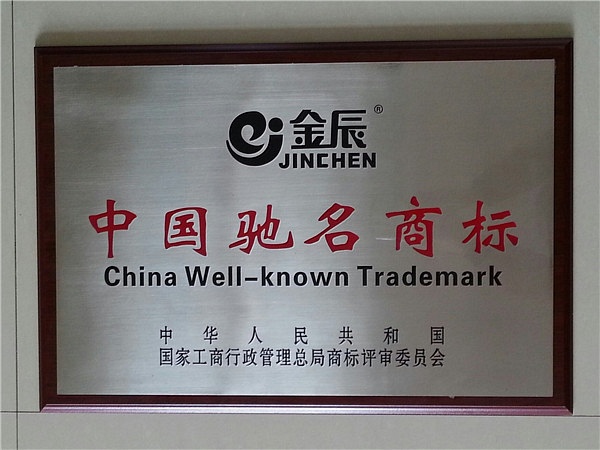 金辰®
JINCHEN
中国驰名商标
China Well-known Trademark
中华人民共和国
国家工商行政管理总局商标评审委员会